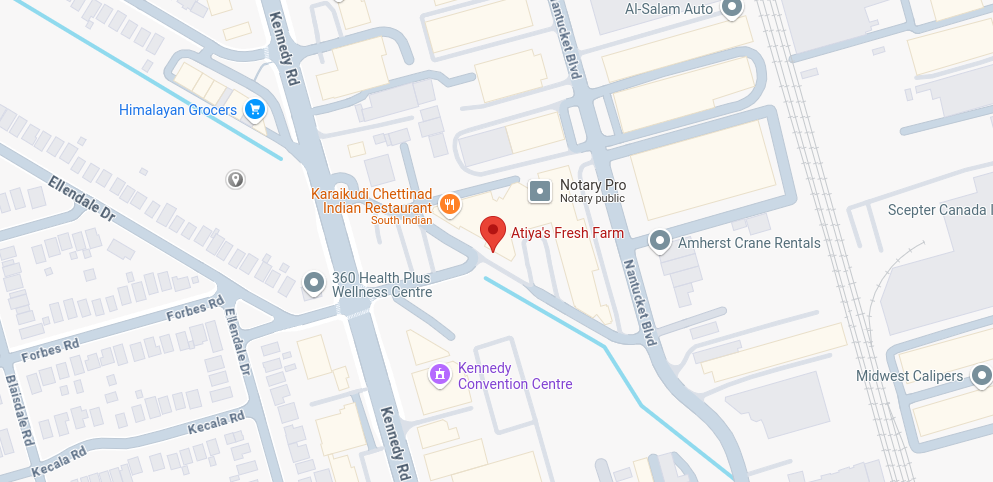 Al-Salam Auto
Kennedy Rd
Nantucket Blvd
Himalayan Grocers
Ellendale Dr
Karaikudi Chettinad
Indian Restaurant
South Indian
Notary Pro
Notary public
Atiya's Fresh Farm
Scepter Canada I
Amherst Crane Rentals
360 Health Plus
Wellness Centre
Nantucket Blvd
Forbes Rd
Forbes Rd
Ellendale Dr
Kennedy
Convention Centre
Midwest Calipers
Blaisdale Rd
Kecala Rd
Kecala Rd
Kennedy Rd